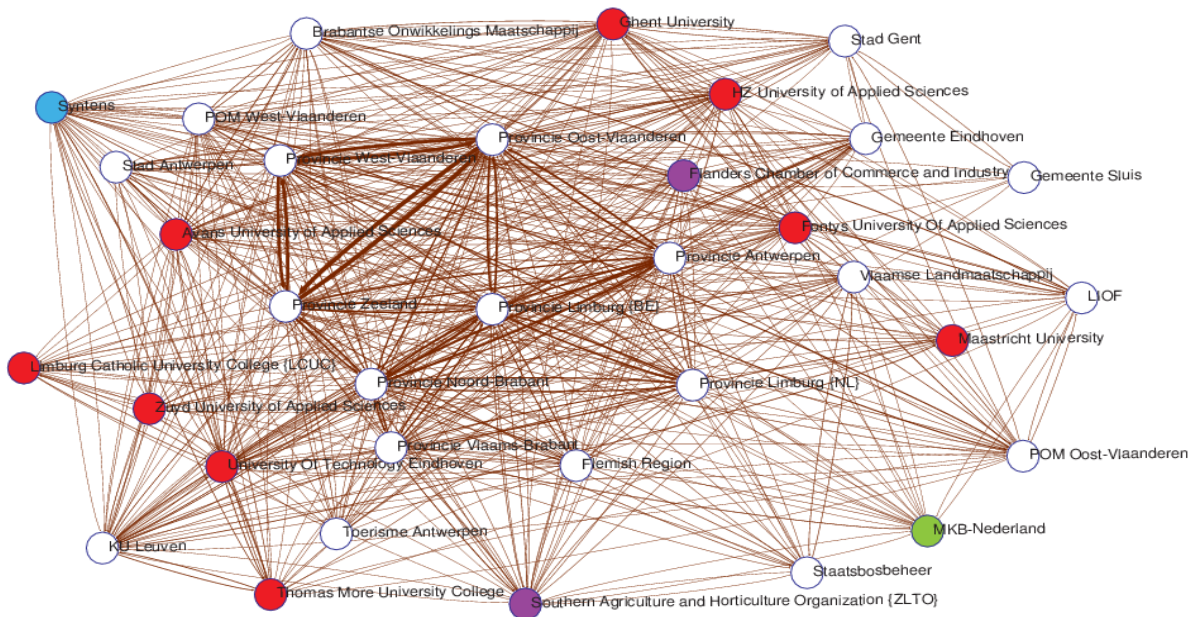 Ghent University
Brabantse Onwikkelings Maatschappij
Stad Gent
HZ University of Applied Sciences
Syntens
POM West-Vlaanderen
Provincie Oost-Vlaanderen
Gemeente Eindhoven
Provincie West-Vlaanderen
Stad Antwerpen
Flanders Chamber of Commerce and Industry
Gemeente Sluis
Avans University of Applied Sciences
Fontys University Of Applied Sciences
Provincie Antwerpen
Vlaamse Landmaatschappij
LIOF
Provincie Zeeland
Provincie Limburg {BE}
Maastricht University
Limburg Catholic University College {LCUC}
Provincie Noord-Brabant
Provincie Limburg {NL}
Zuyd University of Applied Sciences
Provincie Vlaams-Brabant
POM Oost-Vlaanderen
University Of Technology Eindhoven
Flemish Region
Toerisme Antwerpen
MKB-Nederland
KU Leuven
Staatsbosbeheer
Thomas More University College
Southern Agriculture and Horticulture Organization {ZLTO}